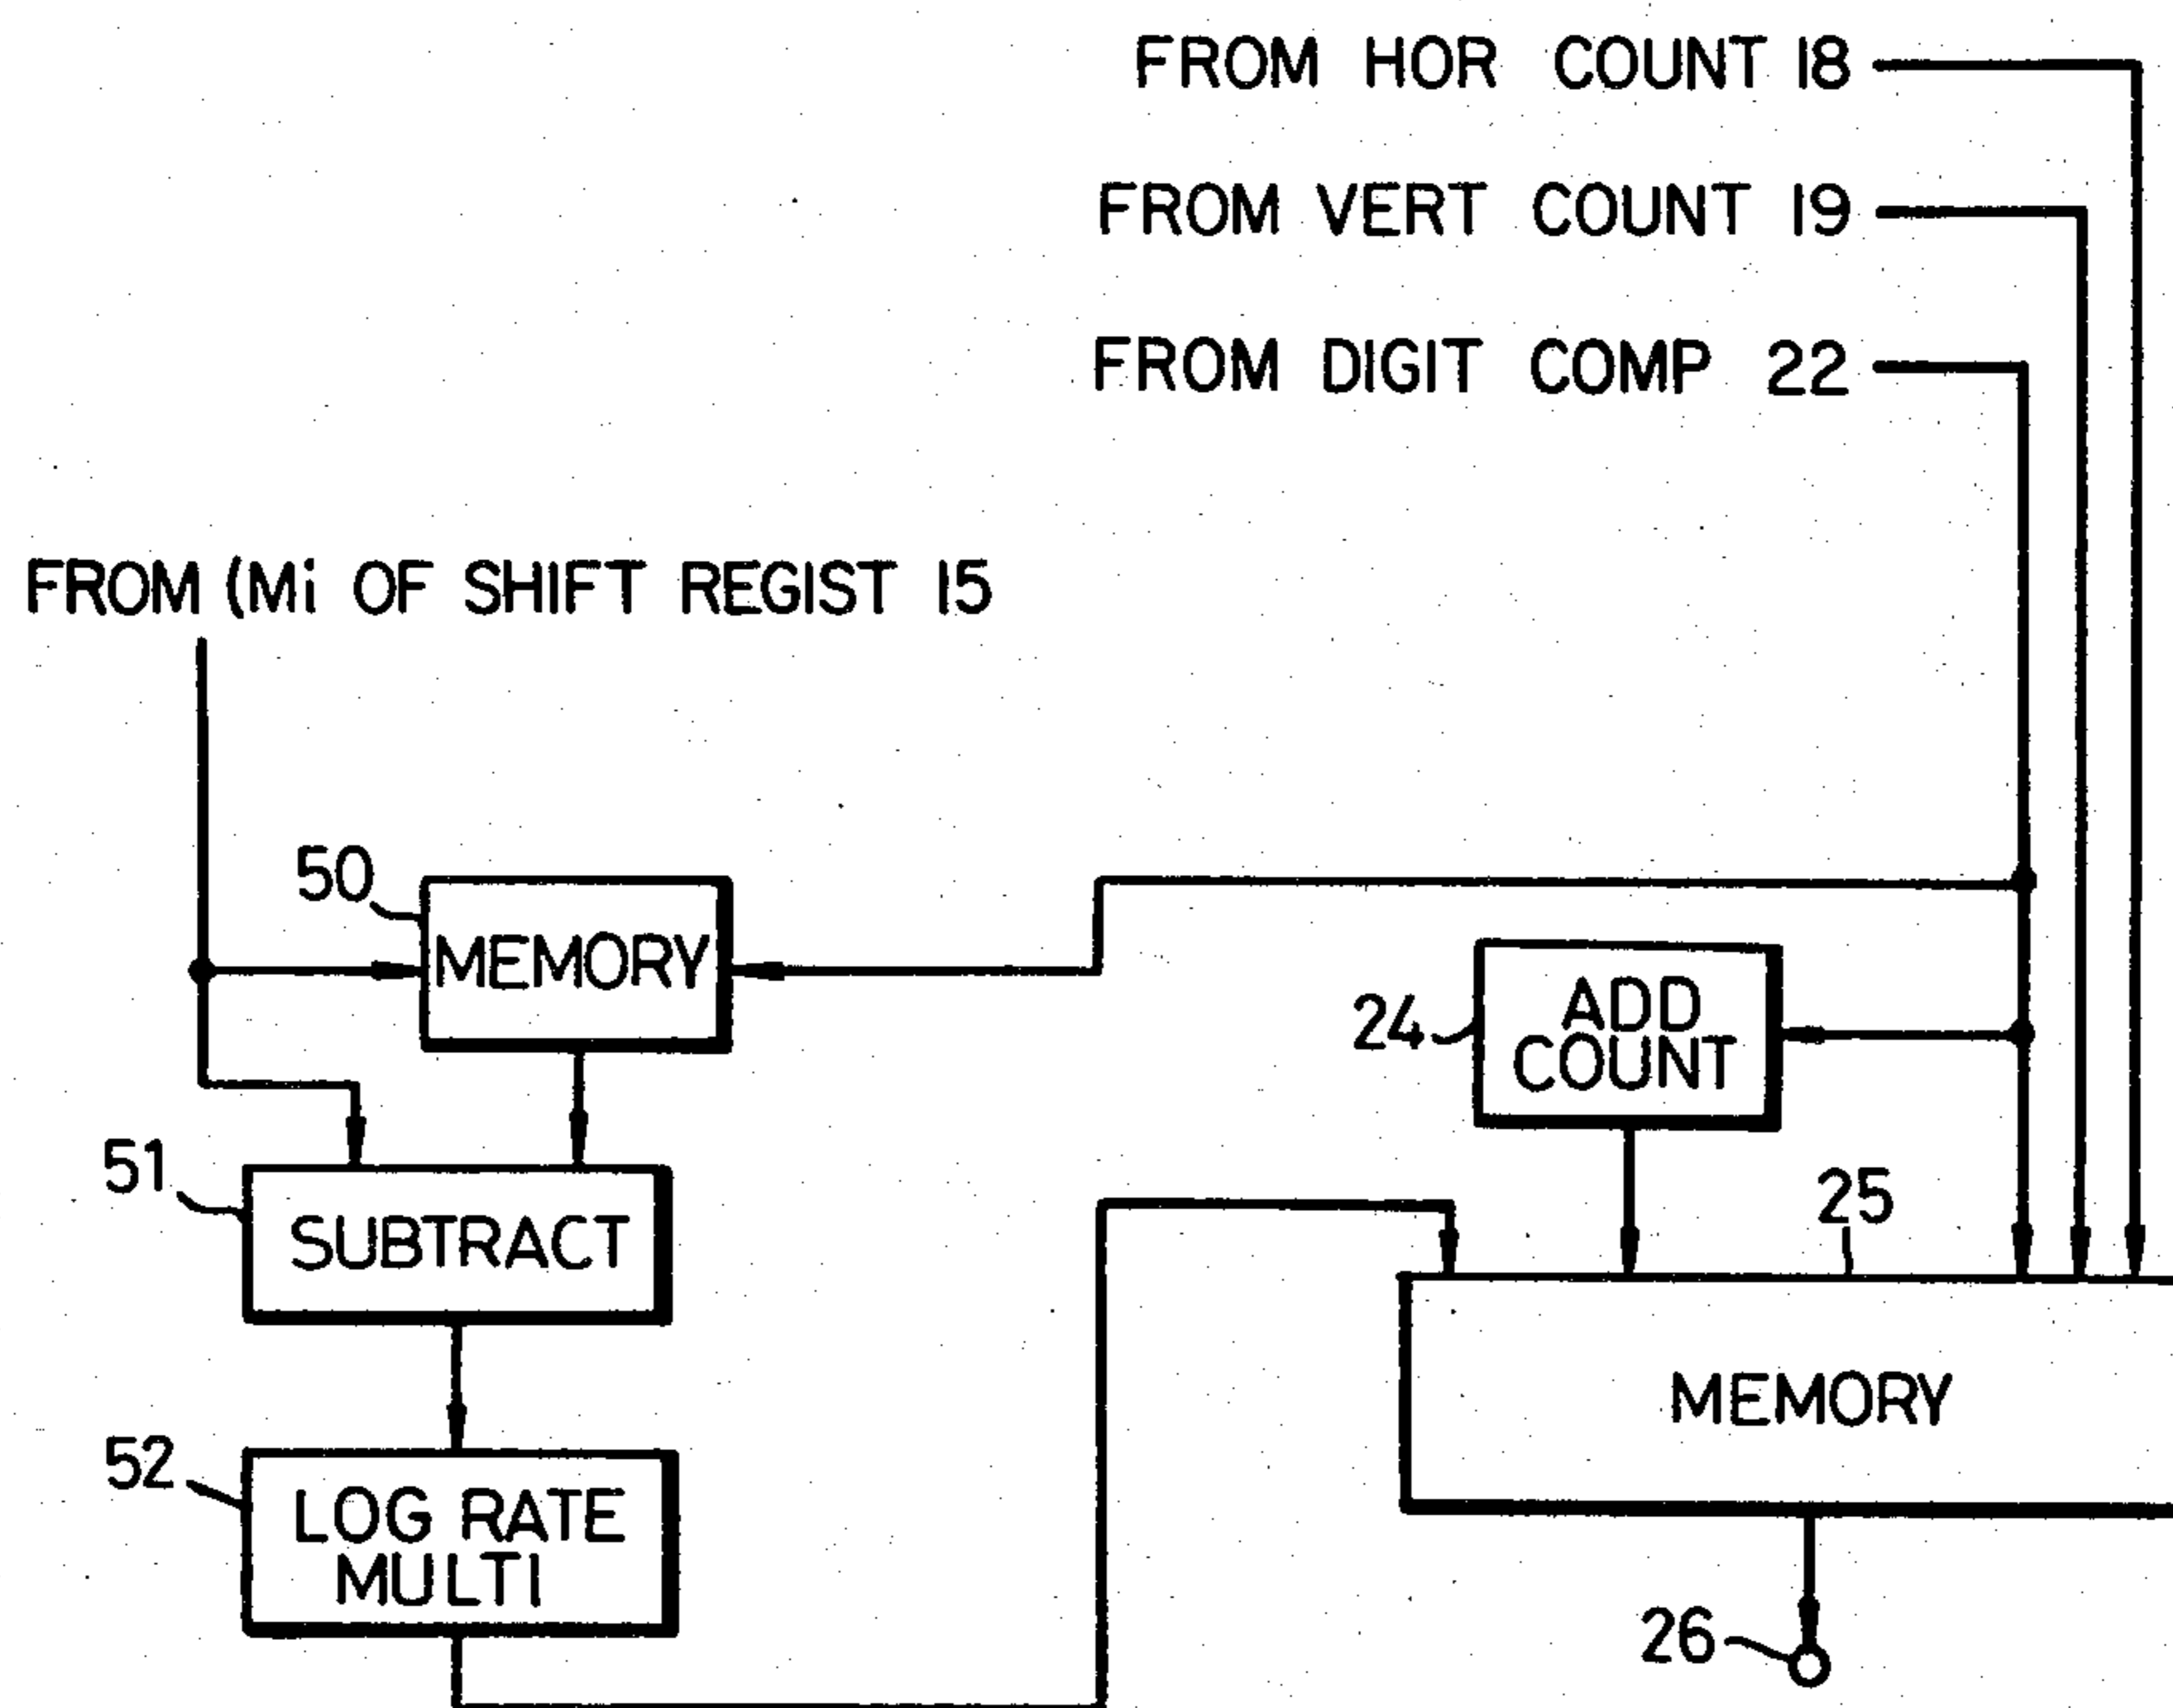 FROM HOR COUNT 18
FROM VERT COUNT 19
FROM DIGIT COMP 22
FROM (Mi OF SHIFT REGIST 15
50
MEMORY
24
ADD
COUNT
51
SUBTRACT
25
MEMORY
52
LOG RATE
MULTI
26